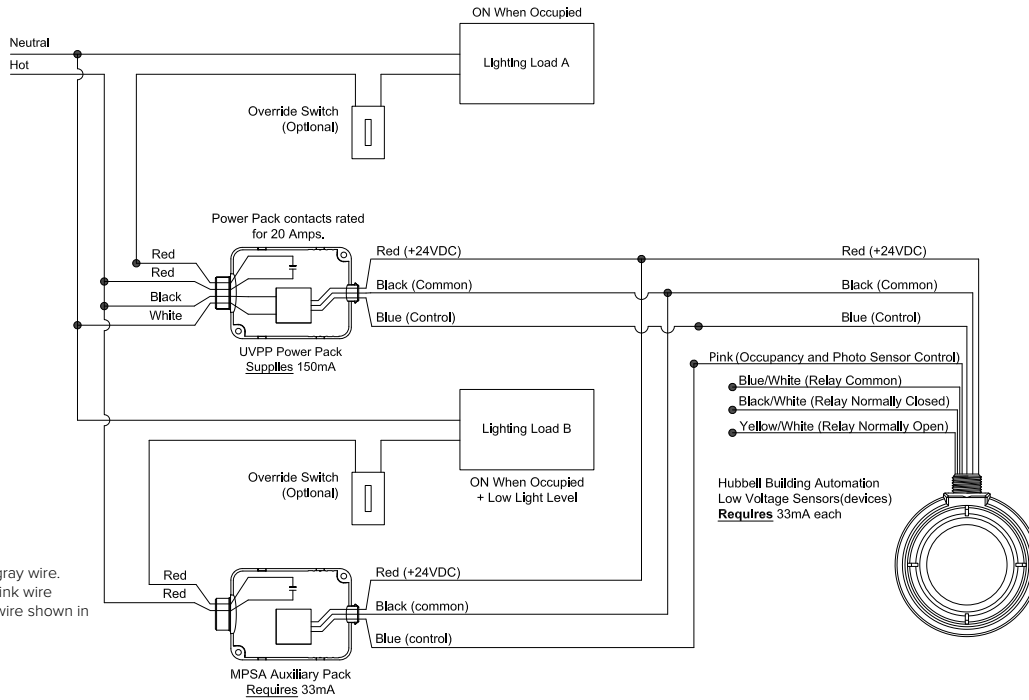 ON When Occupied
Neutral
Hot
Lighting Load A
Override Switch
(Optional)
Power Pack contacts rated
for 20 Amps.
Red
Red
Black
White
Red (+24VDC)
Black (Common)
Blue (Control)
Red (+24VDC)
Black (Common)
Blue (Control)
UVPP Power Pack
Supplies 150mA
Pink (Occupancy and Photo Sensor Control)
Blue/White (Relay Common)
Black/White (Relay Normally Closed)
Yellow/White (Relay Normally Open)
Lighting Load B
Override Switch
(Optional)
ON When Occupied
+ Low Light Level
Hubbell Building Automation
Low Voltage Sensors(devices)
Requires 33mA each
gray wire.
ink wire
wire shown in
Red
Red
Red (+24VDC)
Black (common)
Blue (control)
MPSA Auxiliary Pack
Requires 33mA